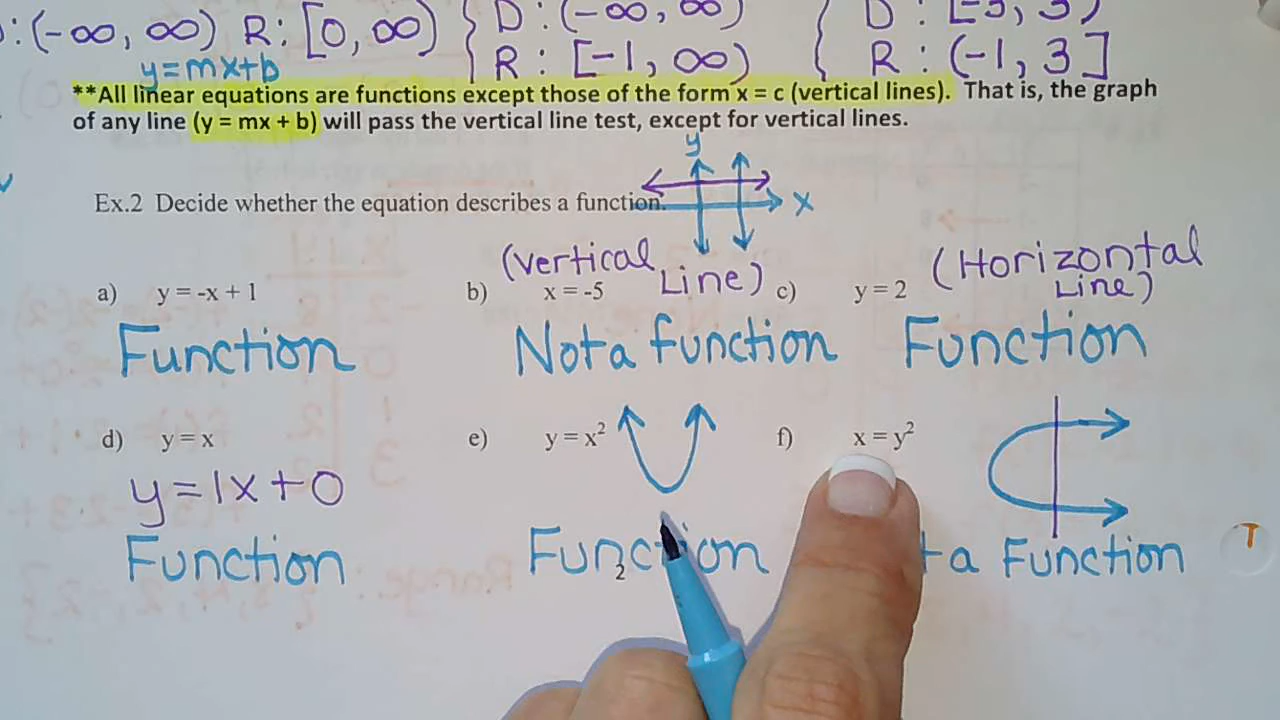 D:(-∞, ∞) R: [0, ∞) { D:(-∞, ∞) { D:[-3, 3)
R: [-1, ∞) R: (-1, 3]
y=mx+b
**All linear equations are functions except those of the form x = c (vertical lines). That is, the graph
of any line (y = mx + b) will pass the vertical line test, except for vertical lines.
y
Ex.2 Decide whether the equation describes a function.
x
(vertical Line) (Horizontal Line)
a) y = -x + 1 b) x = -5 c) y = 2
Function Not a function Function
d) y = x e) y = x² f) x = y²
y=1x+0
Function Function t a Function
2